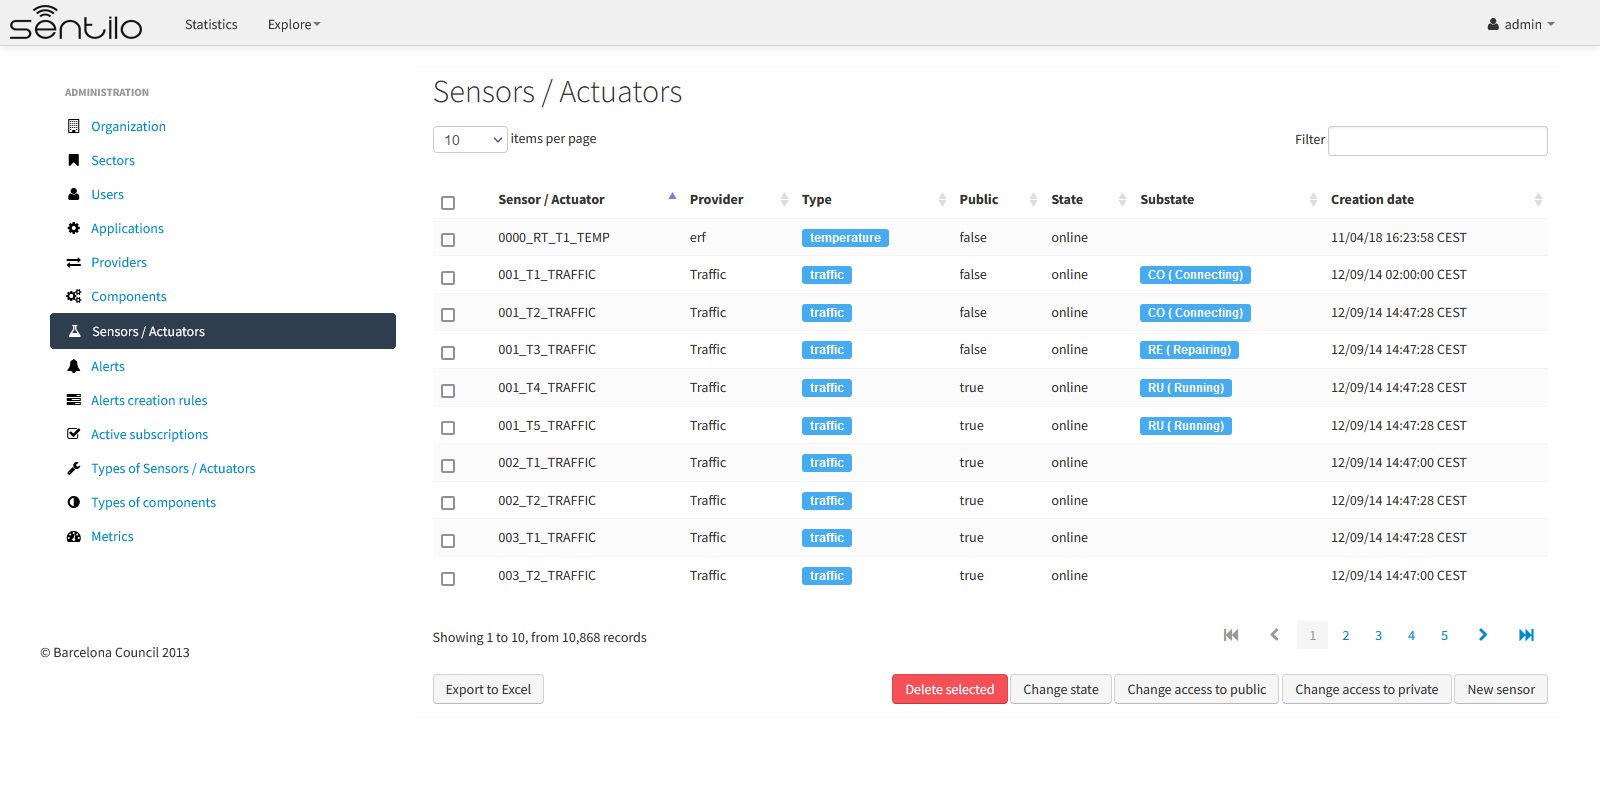 sentilo Statistics Explore admin
ADMINISTRATION
Organization
Sectors
Users
Applications
Providers
Components
Sensors / Actuators
Alerts
Alerts creation rules
Active subscriptions
Types of Sensors / Actuators
Types of components
Metrics
© Barcelona Council 2013
Sensors / Actuators
10 items per page Filter
Sensor / Actuator Provider Type Public State Substate Creation date
0000_RT_T1_TEMP erf temperature false online 11/04/18 16:23:58 CEST
001_T1_TRAFFIC Traffic traffic false online CO ( Connecting) 12/09/14 02:00:00 CEST
001_T2_TRAFFIC Traffic traffic false online CO ( Connecting) 12/09/14 14:47:28 CEST
001_T3_TRAFFIC Traffic traffic false online RE ( Repairing) 12/09/14 14:47:28 CEST
001_T4_TRAFFIC Traffic traffic true online RU ( Running) 12/09/14 14:47:28 CEST
001_T5_TRAFFIC Traffic traffic true online RU ( Running) 12/09/14 14:47:28 CEST
002_T1_TRAFFIC Traffic traffic true online 12/09/14 14:47:00 CEST
002_T2_TRAFFIC Traffic traffic true online 12/09/14 14:47:28 CEST
003_T1_TRAFFIC Traffic traffic true online 12/09/14 14:47:28 CEST
003_T2_TRAFFIC Traffic traffic true online 12/09/14 14:47:00 CEST
Showing 1 to 10, from 10,868 records 1 2 3 4 5
Export to Excel Delete selected Change state Change access to public Change access to private New sensor